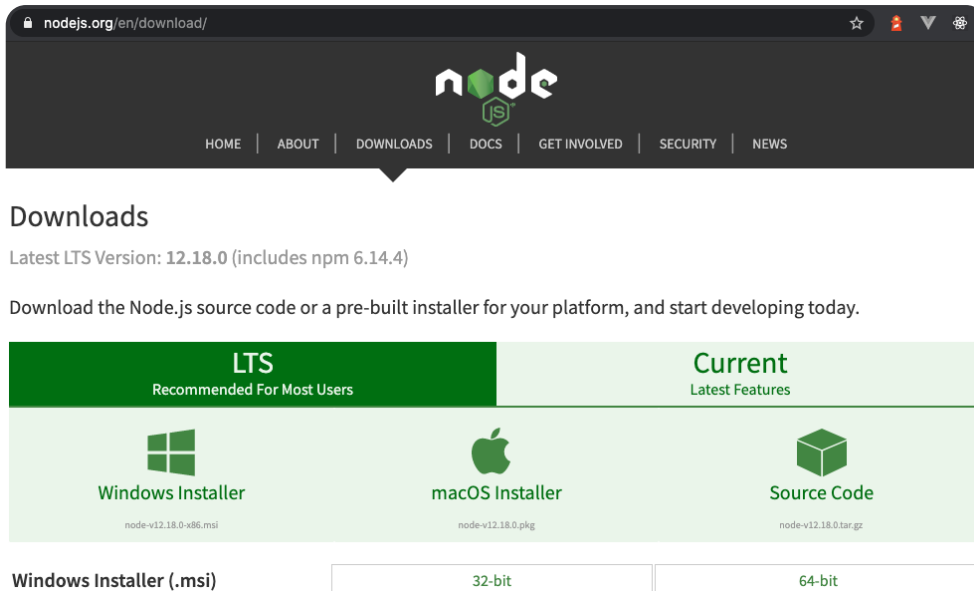 nodejs.org/en/download/
node
JS
HOME | ABOUT | DOWNLOADS | DOCS | GET INVOLVED | SECURITY | NEWS
Downloads
Latest LTS Version: 12.18.0 (includes npm 6.14.4)
Download the Node.js source code or a pre-built installer for your platform, and start developing today.
LTS
Recommended For Most Users
Current
Latest Features
Windows Installer
node-v12.18.0-x86.msi
macOS Installer
node-v12.18.0.pkg
Source Code
node-v12.18.0.tar.gz
Windows Installer (.msi) 32-bit 64-bit